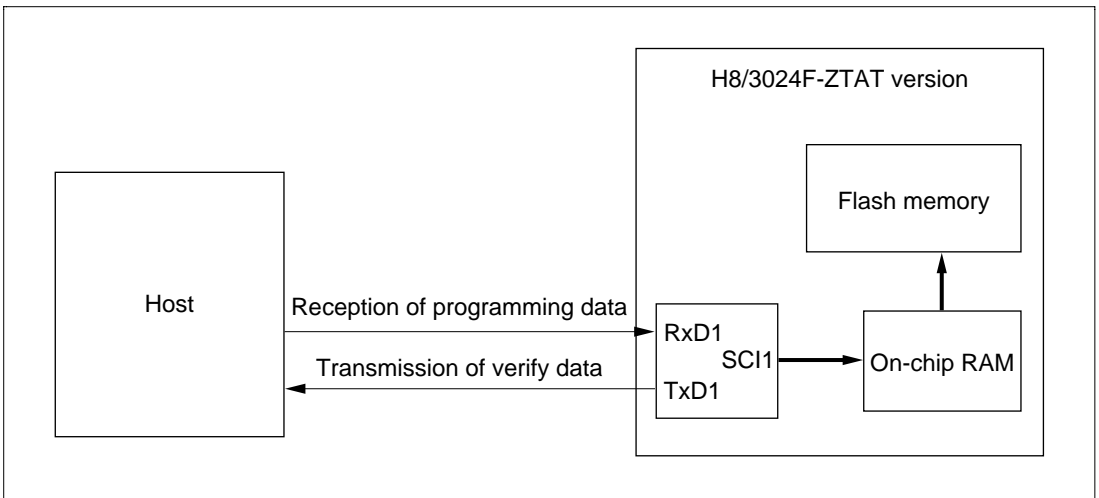 H8/3024F-ZTAT version
Flash memory
Host
Reception of programming data
RxD1
SCI1
On-chip RAM
Transmission of verify data
TxD1